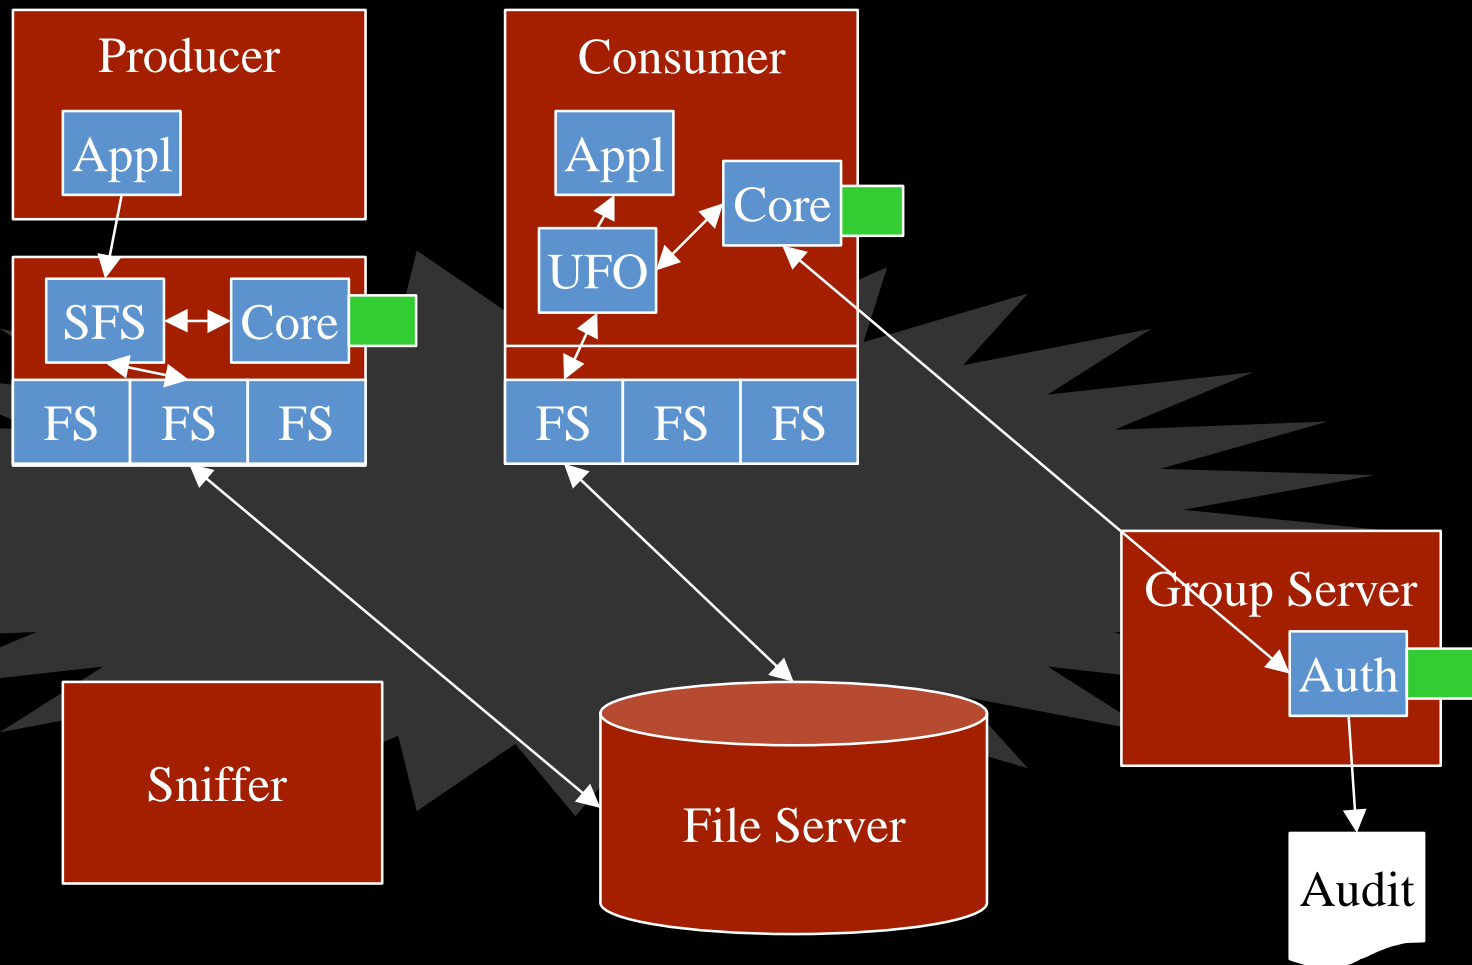 Producer
Appl
SFS
Core
FS
FS
FS
Consumer
Appl
Core
UFO
FS
FS
FS
Group Server
Auth
Audit
Sniffer
File Server